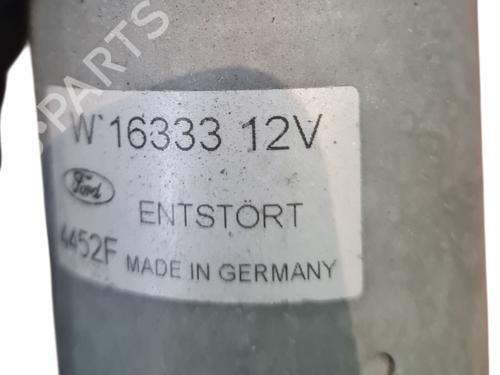 W`16333 12V
Ford
ENTSTÖRT
4452F MADE IN GERMANY
B-PARTS